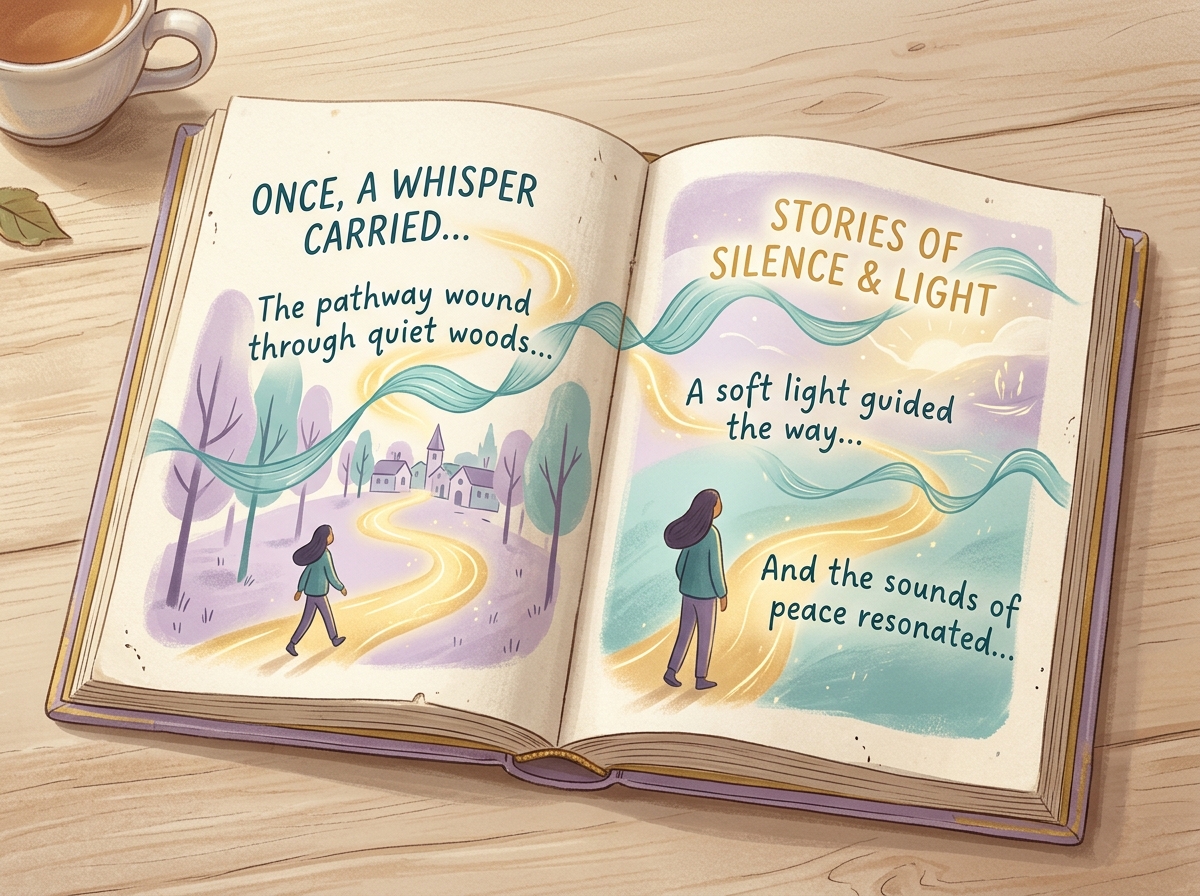 ONCE, A WHISPER
CARRIED...
The pathway wound
through quiet woods...
STORIES OF
SILENCE & LIGHT
A soft light guided
the way...
And the sounds of
peace resonated...